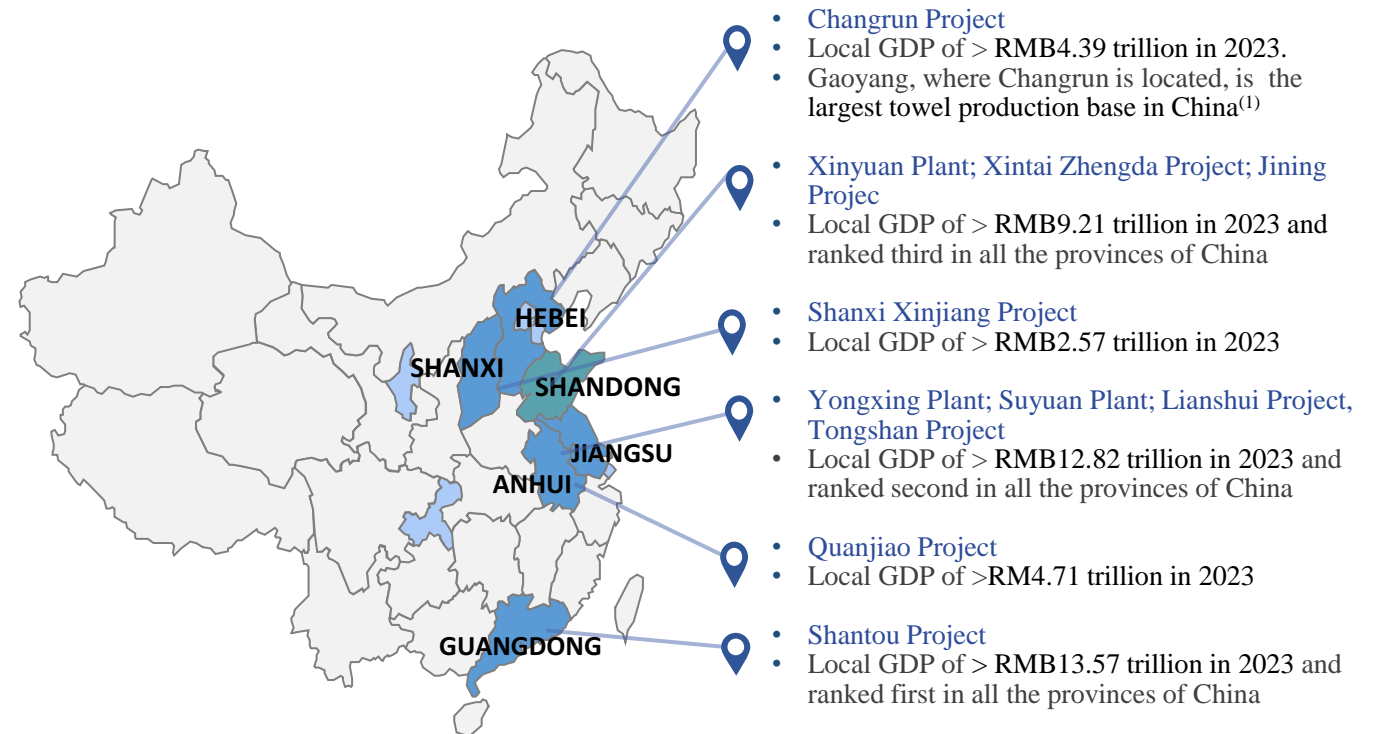 • Changrun Project
• Local GDP of > RMB4.39 trillion in 2023.
• Gaoyang, where Changrun is located, is the
largest towel production base in China(1)
• Xinyuan Plant; Xintai Zhengda Project; Jining
Projec
• Local GDP of > RMB9.21 trillion in 2023 and
ranked third in all the provinces of China
• Shanxi Xinjiang Project
• Local GDP of > RMB2.57 trillion in 2023
• Yongxing Plant; Suyuan Plant; Lianshui Project,
Tongshan Project
• Local GDP of > RMB12.82 trillion in 2023 and
ranked second in all the provinces of China
• Quanjiao Project
• Local GDP of >RM4.71 trillion in 2023
• Shantou Project
• Local GDP of > RMB13.57 trillion in 2023 and
ranked first in all the provinces of China
HEBEI
SHANXI
SHANDONG
JIANGSU
ANHUI
GUANGDONG